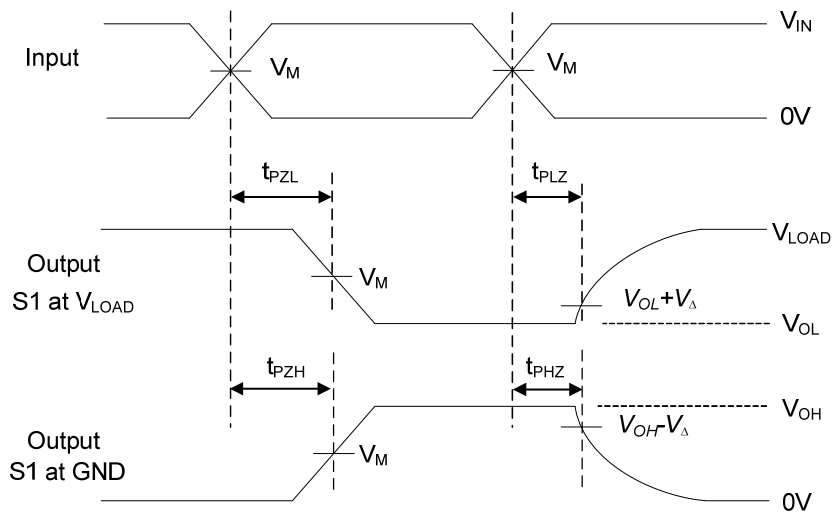 V_IN
Input
V_M
V_M
0V
t_PZL
t_PLZ
V_LOAD
Output
S1 at V_LOAD
V_M
V_OL+V_Δ
V_OL
t_PZH
t_PHZ
V_OH
V_OH-V_Δ
Output
S1 at GND
V_M
0V